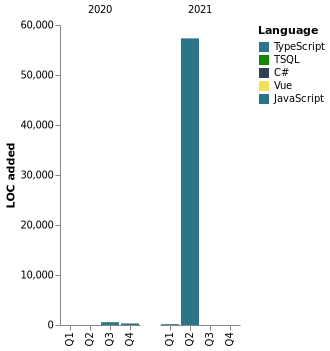 2020 2021
Language
TypeScript
TSQL
C#
Vue
JavaScript
LOC added
60,000
50,000
40,000
30,000
20,000
10,000
0
Q1 Q2 Q3 Q4 Q1 Q2 Q3 Q4